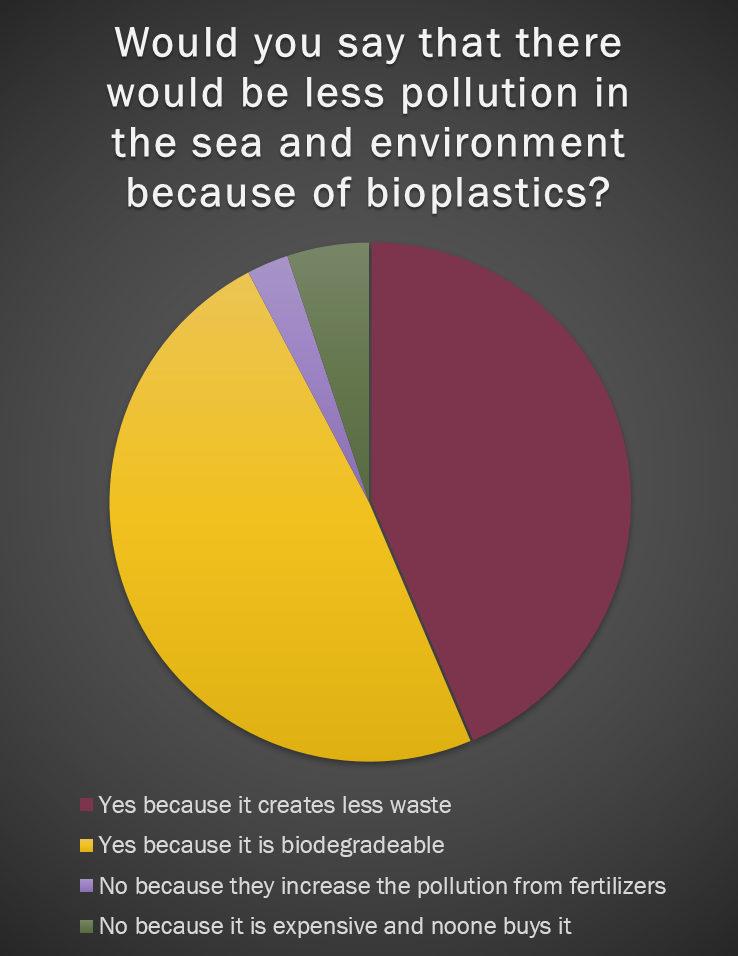 Would you say that there
would be less pollution in
the sea and environment
because of bioplastics?
Yes because it creates less waste
Yes because it is biodegradeable
No because they increase the pollution from fertilizers
No because it is expensive and noone buys it